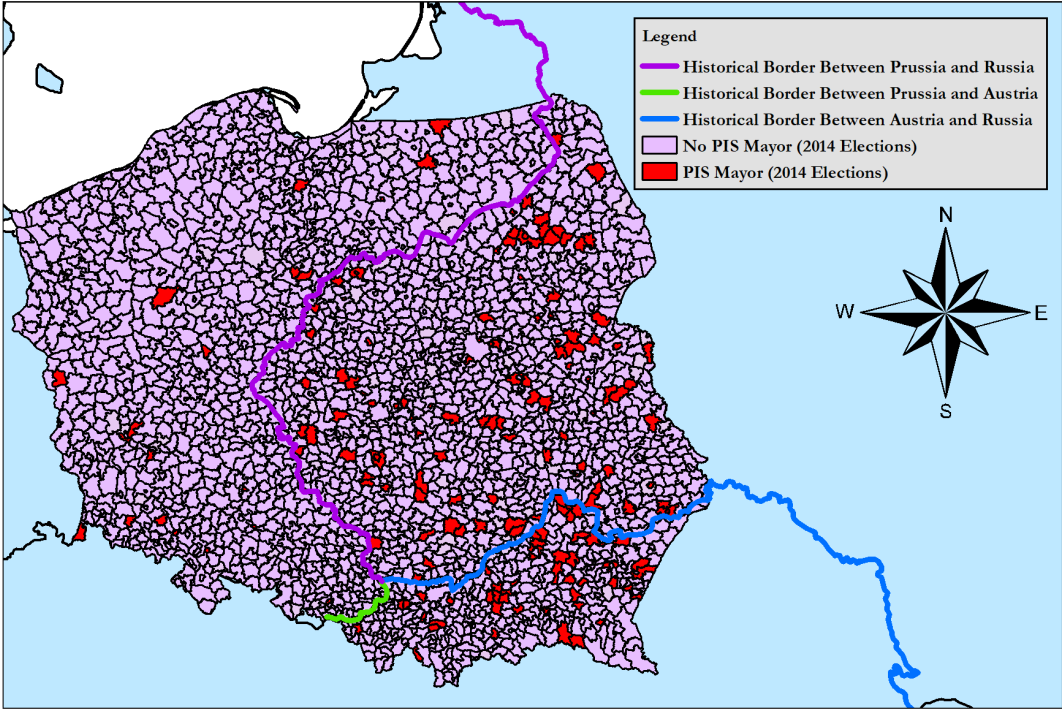 Legend
Historical Border Between Prussia and Russia
Historical Border Between Prussia and Austria
Historical Border Between Austria and Russia
No PIS Mayor (2014 Elections)
PIS Mayor (2014 Elections)
N
W
E
S